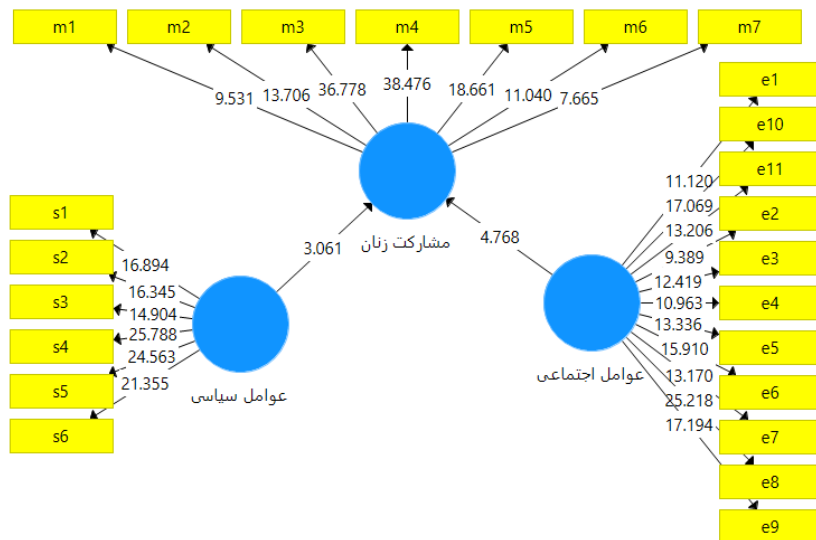 m1 m2 m3 m4 m5 m6 m7
9.531 13.706 36.778 38.476 18.661 11.040 7.665
مشارکت زنان
3.061
4.768
s1
s2
s3
s4
s5
s6
16.894
16.345
14.904
25.788
24.563
21.355
عوامل سیاسی
عوامل اجتماعی
11.120
17.069
13.206
9.389
12.419
10.963
13.336
15.910
13.170
25.218
17.194
e1
e10
e11
e2
e3
e4
e5
e6
e7
e8
e9